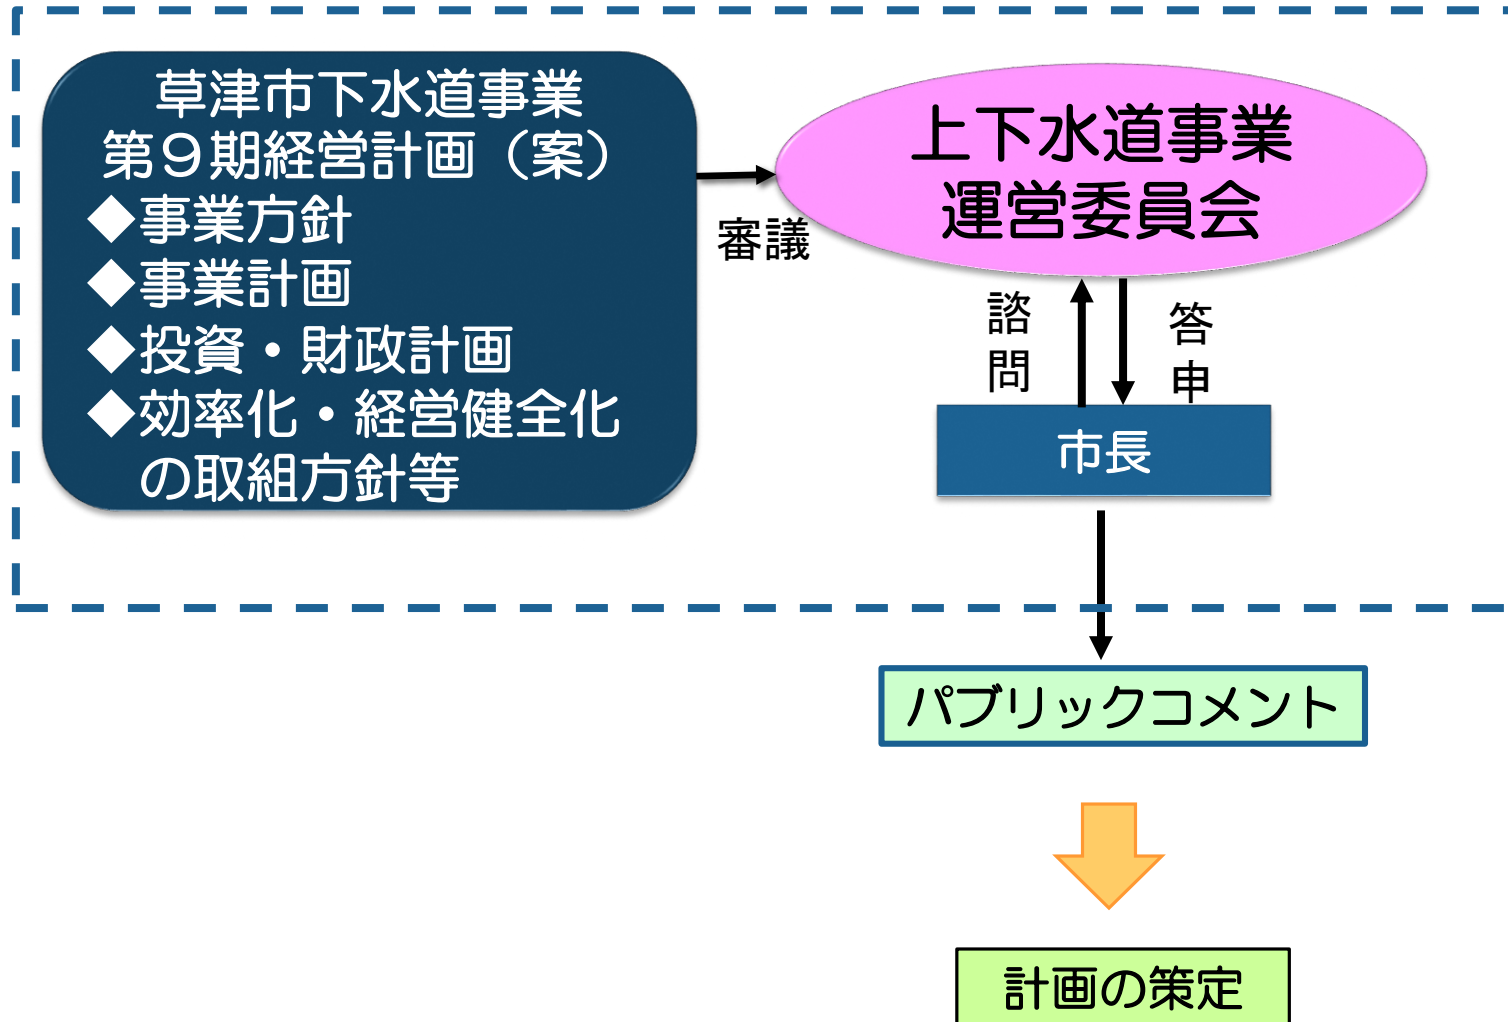 草津市下水道事業
第９期経営計画（案）
◆事業方針
◆事業計画
◆投資・財政計画
◆効率化・経営健全化
の取組方針等
審議
上下水道事業
運営委員会
諮問
答申
市長
パブリックコメント
計画の策定